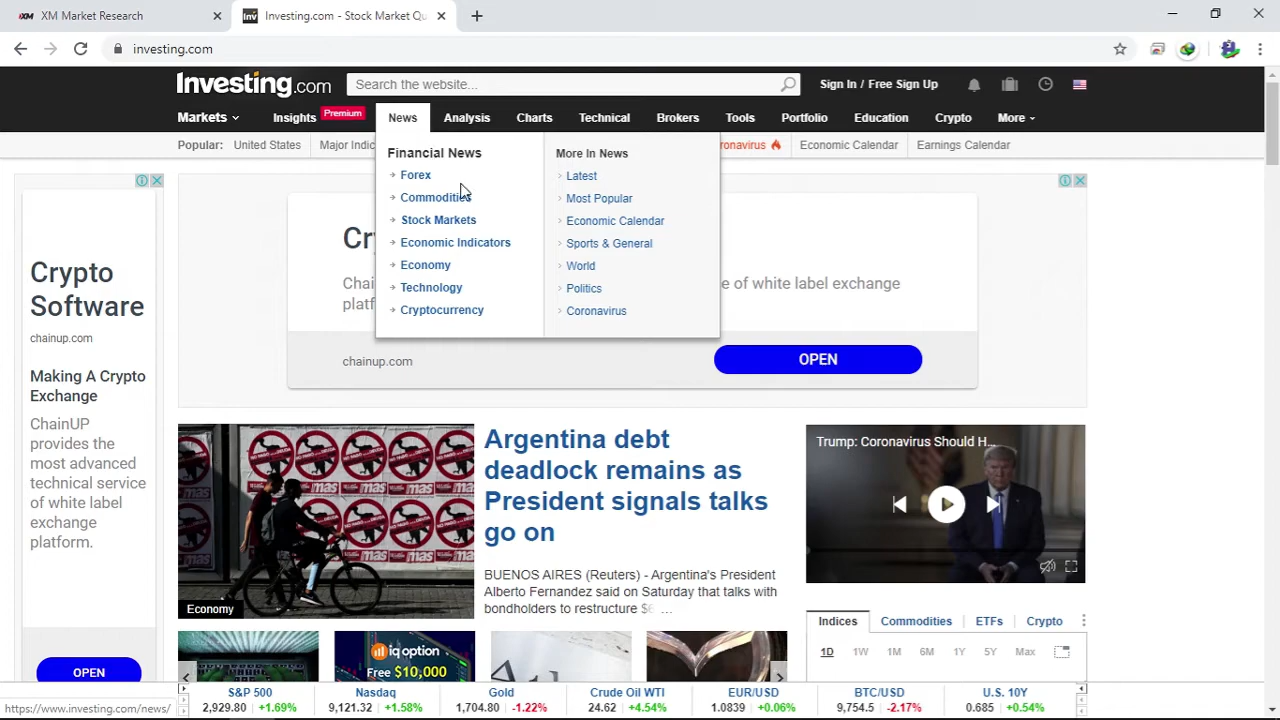 XM Market Research
Investing.com - Stock Market Qu
investing.com
Investing.com
Search the website...
Sign In / Free Sign Up
Markets
Insights
Premium
News
Analysis
Charts
Technical
Brokers
Tools
Portfolio
Education
Crypto
More
Popular:
United States
Major Indic
ronavirus
Economic Calendar
Earnings Calendar
Financial News
Forex
Commodities
Stock Markets
Economic Indicators
Economy
Technology
Cryptocurrency
More In News
Latest
Most Popular
Economic Calendar
Sports & General
World
Politics
Coronavirus
Crypto
Software
chainup.com
Making A Crypto
Exchange
ChainUP
provides the
most advanced
technical service
of white label
exchange
platform.
OPEN
Cry
Chai
platf
e of white label exchange
chainup.com
OPEN
Economy
Argentina debt
deadlock remains as
President signals talks
go on
BUENOS AIRES (Reuters) - Argentina's President
Alberto Fernandez said on Saturday that talks with
bondholders to restructure $6 ...
Trump: Coronavirus Should H...
iq option
Free $10,000
Indices
Commodities
ETFs
Crypto
1D
1W
1M
6M
1Y
5Y
Max
S&P 500
2,929.80 +1.69%
Nasdaq
9,121.32 +1.58%
Gold
1,704.80 -1.22%
Crude Oil WTI
24.62 +4.54%
EUR/USD
1.0839 +0.06%
BTC/USD
9,754.5 -2.17%
U.S. 10Y
0.685 +0.54%
https://www.investing.com/news/